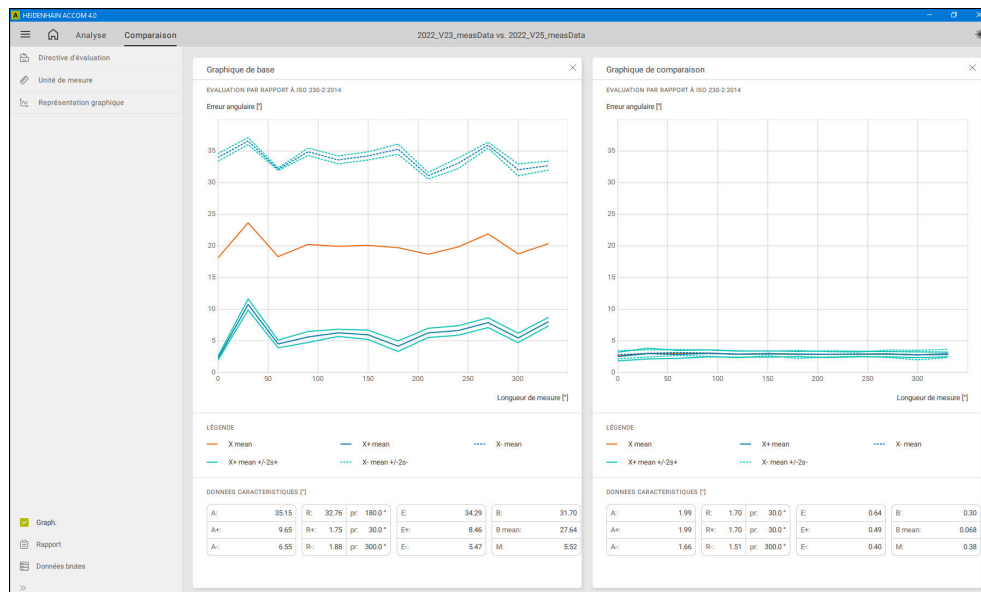 HEIDENHAIN ACCOM 4.0
Analyse Comparaison 2022_V23_measData vs. 2022_V25_measData
Directive d'évaluation
Unité de mesure
Représentation graphique
Graphique de base
EVALUATION PAR RAPPORT À ISO 230-2:2014
Erreur angulaire ["]
35
30
25
20
15
10
5
0
0 50 100 150 200 250 300
Longueur de mesure [°]
LÉGENDE
X mean X+ mean X- mean
X+ mean +/-2s+ X- mean +/-2s-
DONNEES CARACTERISTIQUES ["]
A: 35.15 R: 32.76 pr: 180.0 ° E: 34.29 B: 31.70
A+: 9.65 R+: 1.75 pr: 30.0 ° E+: 8.46 B mean: 27.64
A-: 6.55 R-: 1.88 pr: 300.0 ° E-: 5.47 M: 5.52
Graphique de comparaison
EVALUATION PAR RAPPORT À ISO 230-2:2014
Erreur angulaire ["]
35
30
25
20
15
10
5
0
0 50 100 150 200 250 300
Longueur de mesure [°]
LÉGENDE
X mean X+ mean X- mean
X+ mean +/-2s+ X- mean +/-2s-
DONNEES CARACTERISTIQUES ["]
A: 1.99 R: 1.70 pr: 30.0 ° E: 0.64 B: 0.30
A+: 1.99 R+: 1.70 pr: 30.0 ° E+: 0.49 B mean: 0.068
A-: 1.66 R-: 1.51 pr: 300.0 ° E-: 0.40 M: 0.38
Graph.
Rapport
Données brutes